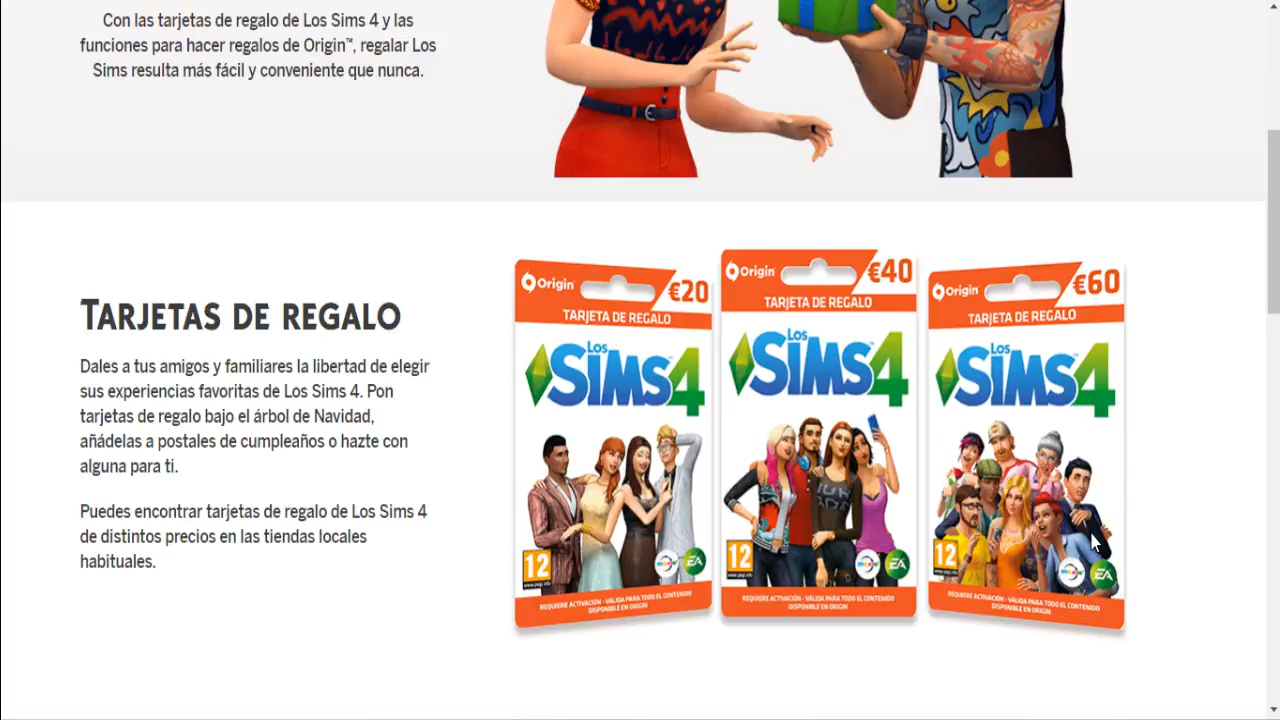 Con las tarjetas de regalo de Los Sims 4 y las
funciones para hacer regalos de Origin™, regalar Los
Sims resulta más fácil y conveniente que nunca.
TARJETAS DE REGALO
Dales a tus amigos y familiares la libertad de elegir
sus experiencias favoritas de Los Sims 4. Pon
tarjetas de regalo bajo el árbol de Navidad,
añádelas a postales de cumpleaños o hazte con
alguna para ti.
Puedes encontrar tarjetas de regalo de Los Sims 4
de distintos precios en las tiendas locales
habituales.
Origin €20
TARJETA DE REGALO
LOS
SIMS 4
12
EA
REQUIERE ACTIVACIÓN - VÁLIDA PARA TODO EL CONTENIDO
DISPONIBLE EN ORIGIN
Origin €40
TARJETA DE REGALO
LOS
SIMS 4
12
EA
REQUIERE ACTIVACIÓN - VÁLIDA PARA TODO EL CONTENIDO
DISPONIBLE EN ORIGIN
Origin €60
TARJETA DE REGALO
LOS
SIMS 4
12
EA
REQUIERE ACTIVACIÓN - VÁLIDA PARA TODO EL CONTENIDO
DISPONIBLE EN ORIGIN